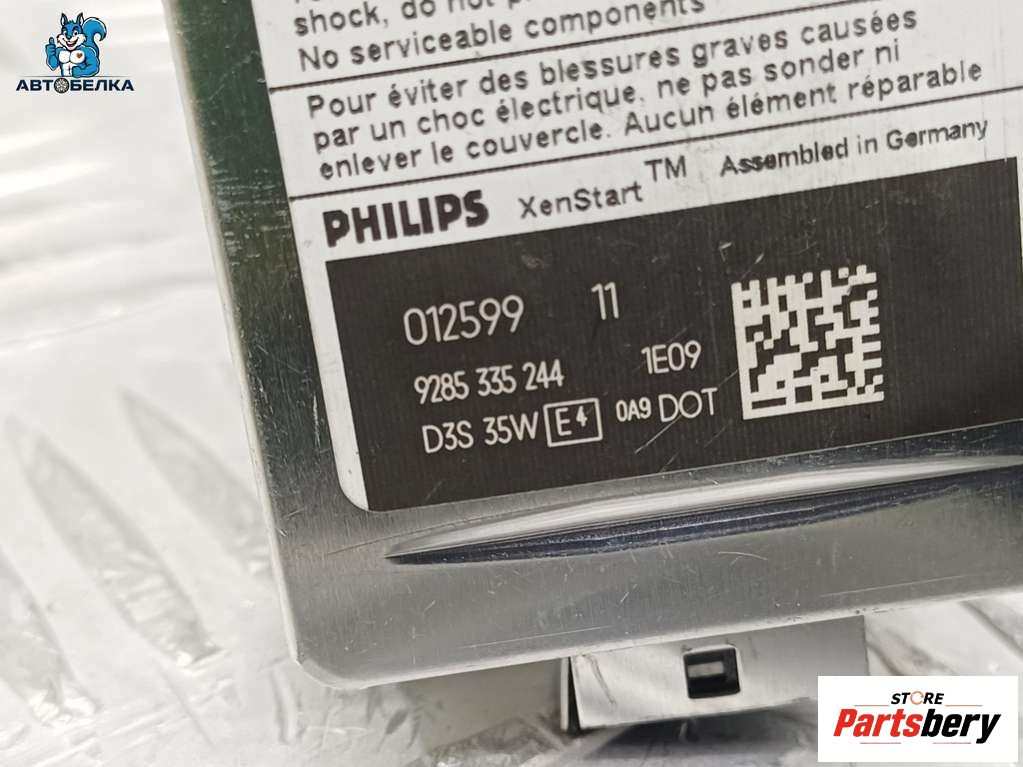 shock, do not
No serviceable components
Pour éviter des blessures graves causées
par un choc électrique, ne pas sonder ni
enlever le couvercle. Aucun élément réparable
PHILIPS XenStart TM Assembled in Germany
012599 11
9285 335 244 1E09
D3S 35W E4 0A9 DOT
АВТОБЕЛКА
STORE
Partsbery